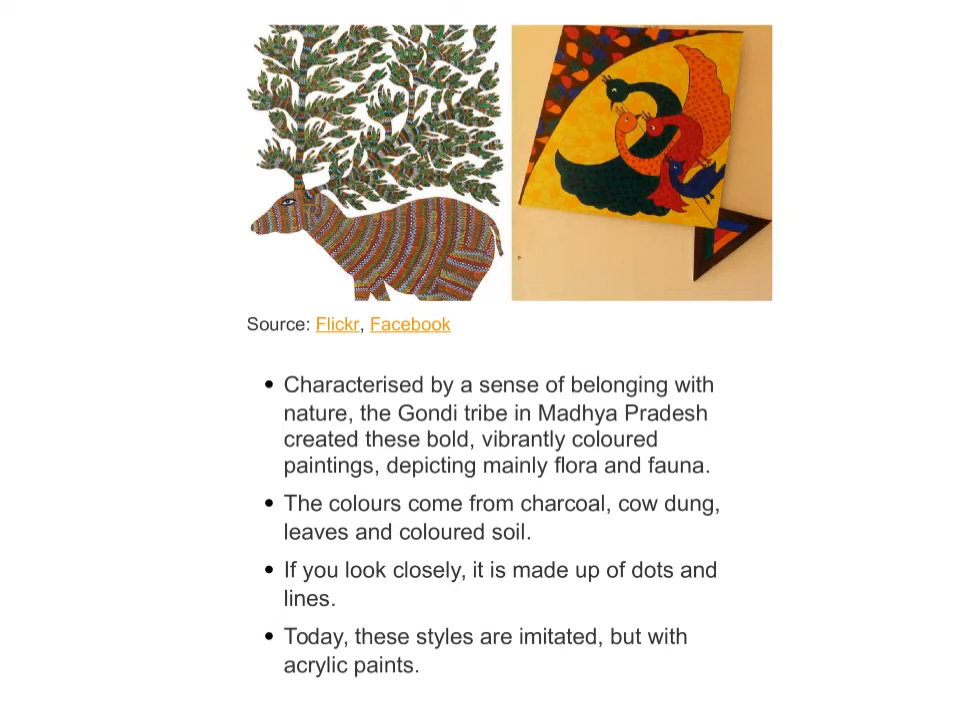 Source: Flickr, Facebook
• Characterised by a sense of belonging with
nature, the Gondi tribe in Madhya Pradesh
created these bold, vibrantly coloured
paintings, depicting mainly flora and fauna.
• The colours come from charcoal, cow dung,
leaves and coloured soil.
• If you look closely, it is made up of dots and
lines.
• Today, these styles are imitated, but with
acrylic paints.